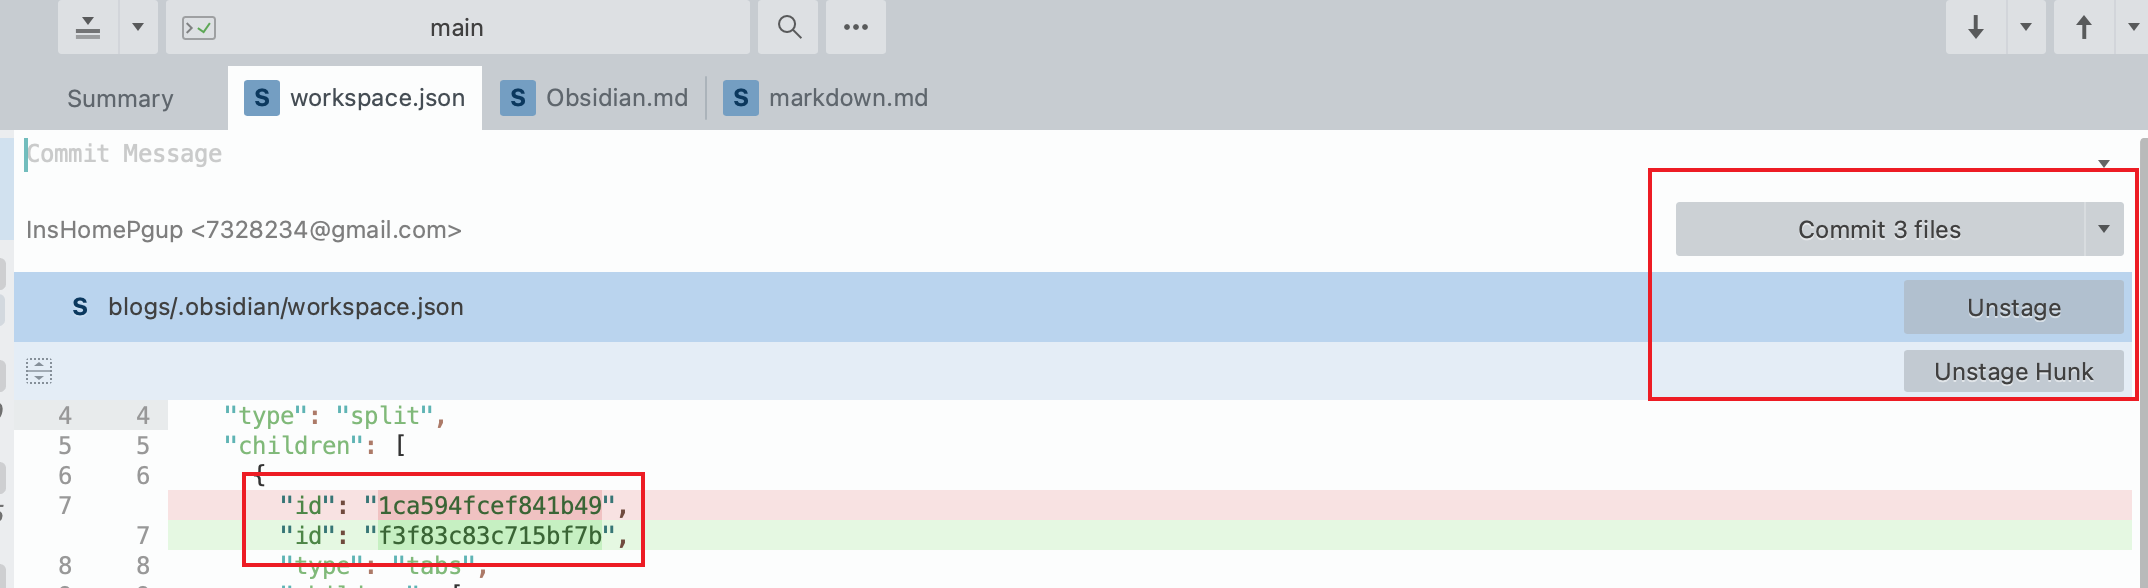 main
Summary
S workspace.json
S Obsidian.md
S markdown.md
Commit Message
InsHomePgup <7328234@gmail.com>
Commit 3 files
S blogs/.obsidian/workspace.json
Unstage
Unstage Hunk
4 4 "type": "split",
5 5 "children": [
6 6 {
7 "id": "1ca594fcef841b49",
7 "id": "f3f83c83c715bf7b",
8 8 "type": "tabs",